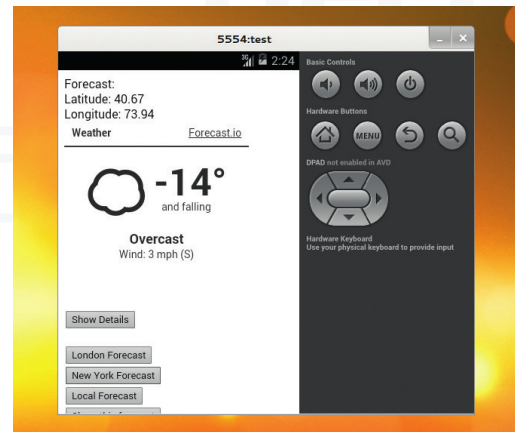 5554:test
3G 2:24
Forecast:
Latitude: 40.67
Longitude: 73.94
Weather Forecast.io
-14°
and falling
Overcast
Wind: 3 mph (S)
Show Details
London Forecast
New York Forecast
Local Forecast
Basic Controls
Hardware Buttons
MENU
DPAD not enabled in AVD
Hardware Keyboard
Use your physical keyboard to provide input